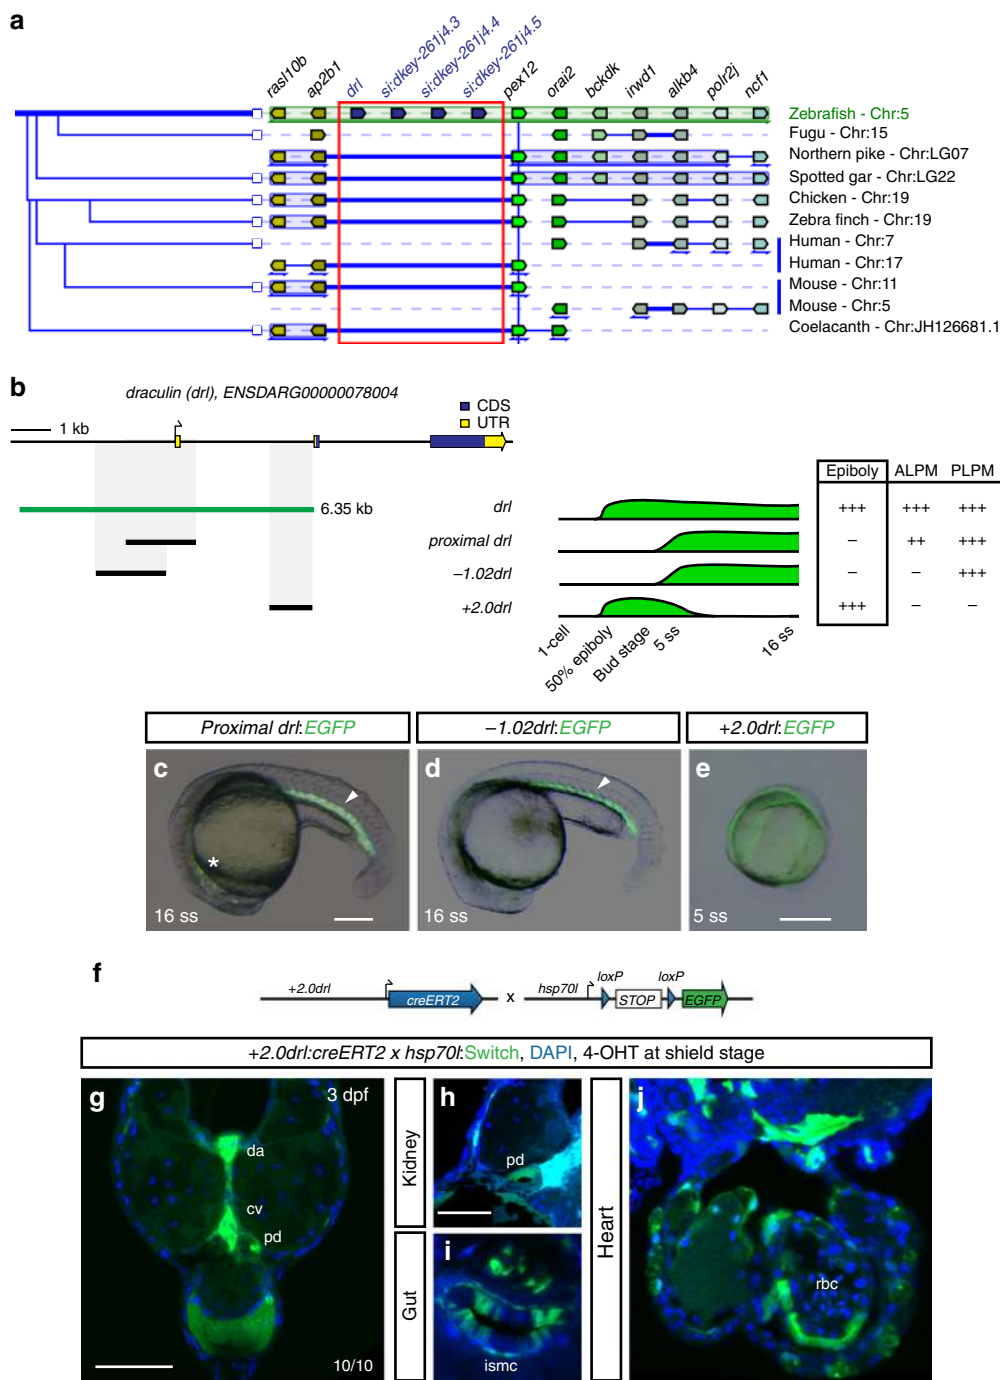 a
rasl10b ap2b1 drl si:dkey-261j4.3 si:dkey-261j4.4 si:dkey-261j4.5 pex12 orai2 bckdk lrwd1 alkb4 polr2j ncf1
Zebrafish - Chr:5
Fugu - Chr:15
Northern pike - Chr:LG07
Spotted gar - Chr:LG22
Chicken - Chr:19
Zebra finch - Chr:19
Human - Chr:7
Human - Chr:17
Mouse - Chr:11
Mouse - Chr:5
Coelacanth - Chr:JH126681.1
b
draculin (drl), ENSDARG00000078004
CDS
UTR
1 kb
6.35 kb
Epiboly ALPM PLPM
drl +++ +++ +++
proximal drl – ++ +++
–1.02drl – – +++
+2.0drl +++ – –
1-cell 50% epiboly Bud stage 5 ss 16 ss
Proximal drl:EGFP –1.02drl:EGFP +2.0drl:EGFP
c d e
*
16 ss 16 ss 5 ss
f
+2.0drl creERT2 x hsp70l loxP STOP loxP EGFP
+2.0drl:creERT2 x hsp70l:Switch, DAPI, 4-OHT at shield stage
g 3 dpf
da
cv
pd
10/10
Kidney
h
pd
Gut
i
ismc
Heart
j
rbc